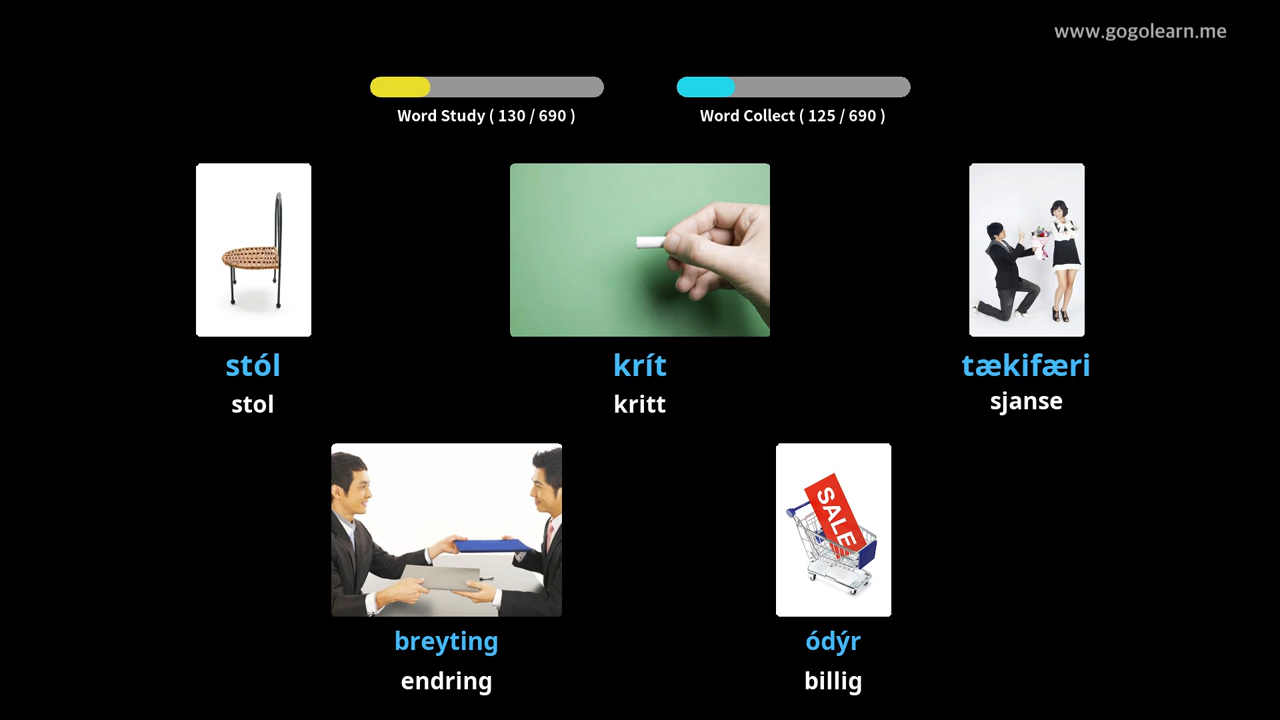 www.gogolearn.me
Word Study ( 130 / 690 )
Word Collect ( 125 / 690 )
stól
stol
krít
kritt
tækifæri
sjanse
breyting
endring
SALE
ódýr
billig